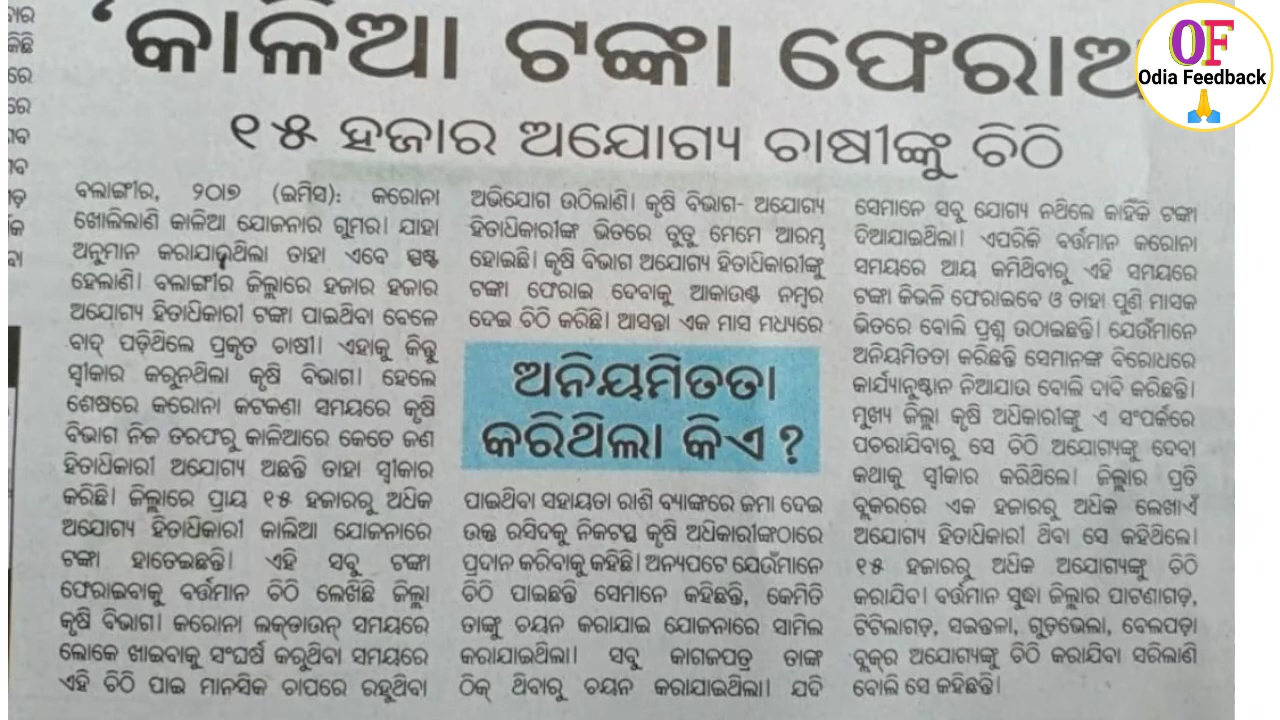 'କାଳିଆ ଟଙ୍କା ଫେରାଅ
୧୫ ହଜାର ଅଯୋଗ୍ୟ ଚାଷୀଙ୍କୁ ଚିଠି
ବଲାଙ୍ଗୀର, ୨୦।୭ (ଇମିସ): କରୋନା
ଖୋଲିଲାଣି କାଳିଆ ଯୋଜନାର ଗୁମର। ଯାହା
ଅନୁମାନ କରାଯାଉଥିଲା ତାହା ଏବେ ସ୍ପଷ୍ଟ
ହେଲାଣି। ବଲାଙ୍ଗୀର ଜିଲ୍ଲାରେ ହଜାର ହଜାର
ଅଯୋଗ୍ୟ ହିତାଧିକାରୀ ଟଙ୍କା ପାଇଥିବା ବେଳେ
ବାଦ୍ ପଡ଼ିଥିଲେ ପ୍ରକୃତ ଚାଷୀ। ଏହାକୁ କିନ୍ତୁ
ସ୍ୱୀକାର କରୁନଥିଲା କୃଷି ବିଭାଗ। ହେଲେ
ଶେଷରେ କରୋନା କଟକଣା ସମୟରେ କୃଷି
ବିଭାଗ ନିଜ ତରଫରୁ କାଳିଆରେ କେତେ ଜଣ
ହିତାଧିକାରୀ ଅଯୋଗ୍ୟ ଅଛନ୍ତି ତାହା ସ୍ୱୀକାର
କରିଛି। ଜିଲ୍ଲାରେ ପ୍ରାୟ ୧୫ ହଜାରରୁ ଅଧିକ
ଅଯୋଗ୍ୟ ହିତାଧିକାରୀ କାଲିଆ ଯୋଜନାରେ
ଟଙ୍କା ହାତେଇଛନ୍ତି। ଏହି ସବୁ ଟଙ୍କା
ଫେରାଇବାକୁ ବର୍ତ୍ତମାନ ଚିଠି ଲେଖିଛି ଜିଲ୍ଲା
କୃଷି ବିଭାଗ। କରୋନା ଲକ୍‌ଡାଉନ୍ ସମୟରେ
ଲୋକେ ଖାଇବାକୁ ସଂଘର୍ଷ କରୁଥିବା ସମୟରେ
ଏହି ଚିଠି ପାଇ ମାନସିକ ଚାପରେ ରହୁଥିବା
ଅଭିଯୋଗ ଉଠିଲାଣି। କୃଷି ବିଭାଗ- ଅଯୋଗ୍ୟ
ହିତାଧିକାରୀଙ୍କ ଭିତରେ ତୁତୁ ମେମେ ଆରମ୍ଭ
ହୋଇଛି। କୃଷି ବିଭାଗ ଅଯୋଗ୍ୟ ହିତାଧିକାରୀଙ୍କୁ
ଟଙ୍କା ଫେରାଇ ଦେବାକୁ ଆକାଉଣ୍ଟ ନମ୍ବର
ଦେଇ ଚିଠି କରିଛି। ଆସନ୍ତା ଏକ ମାସ ମଧ୍ୟରେ
ଅନିୟମିତତା
କରିଥିଲା କିଏ ?
ପାଇଥିବା ସହାୟତା ରାଶି ବ୍ୟାଙ୍କରେ ଜମା ଦେଇ
ଉକ୍ତ ରସିଦକୁ ନିକଟସ୍ଥ କୃଷି ଅଧିକାରୀଙ୍କଠାରେ
ପ୍ରଦାନ କରିବାକୁ କହିଛି। ଅନ୍ୟପଟେ ଯେଉଁମାନେ
ଚିଠି ପାଇଛନ୍ତି ସେମାନେ କହିଛନ୍ତି, କେମିତି
ତାଙ୍କୁ ଚୟନ କରାଯାଇ ଯୋଜନାରେ ସାମିଲ
କରାଯାଇଥିଲା। ସବୁ କାଗଜପତ୍ର ତାଙ୍କ
ଠିକ୍ ଥିବାରୁ ଚୟନ କରାଯାଇଥିଲା। ଯଦି
ସେମାନେ ସବୁ ଯୋଗ୍ୟ ନଥିଲେ କାହିଁକି ଟଙ୍କା
ଦିଆଯାଇଥିଲା। ଏପରିକି ବର୍ତ୍ତମାନ କରୋନା
ସମୟରେ ଆୟ କମିଥିବାରୁ ଏହି ସମୟରେ
ଟଙ୍କା କିଭଳି ଫେରାଇବେ ଓ ତାହା ପୁଣି ମାସକ
ଭିତରେ ବୋଲି ପ୍ରଶ୍ନ ଉଠାଇଛନ୍ତି। ଯେଉଁମାନେ
ଅନିୟମିତତା କରିଛନ୍ତି ସେମାନଙ୍କ ବିରୋଧରେ
କାର୍ଯ୍ୟାନୁଷ୍ଠାନ ନିଆଯାଉ ବୋଲି ଦାବି କରିଛନ୍ତି।
ମୁଖ୍ୟ ଜିଲ୍ଲା କୃଷି ଅଧିକାରୀଙ୍କୁ ଏ ସଂପର୍କରେ
ପଚରାଯିବାରୁ ସେ ଚିଠି ଅଯୋଗ୍ୟଙ୍କୁ ଦେବା
କଥାକୁ ସ୍ୱୀକାର କରିଥିଲେ। ଜିଲ୍ଲାର ପ୍ରତି
ବ୍ଲକରରେ ଏକ ହଜାରରୁ ଅଧିକ ଲେଖାଏଁ
ଅଯୋଗ୍ୟ ହିତାଧିକାରୀ ଥିବା ସେ କହିଥିଲେ।
୧୫ ହଜାରରୁ ଅଧିକ ଅଯୋଗ୍ୟଙ୍କୁ ଚିଠି
କରାଯିବ। ବର୍ତ୍ତମାନ ସୁଦ୍ଧା ଜିଲ୍ଲାର ପାଟଣାଗଡ଼,
ଟିଟିଲାଗଡ଼, ସଇନ୍ତଳା, ଗୁଡ଼ଭେଲା, ବେଲପଡ଼ା
ବ୍ଲକ୍‌ର ଅଯୋଗ୍ୟଙ୍କୁ ଚିଠି କରାଯିବା ସରିଲାଣି
ବୋଲି ସେ କହିଛନ୍ତି।
OF
Odia Feedback